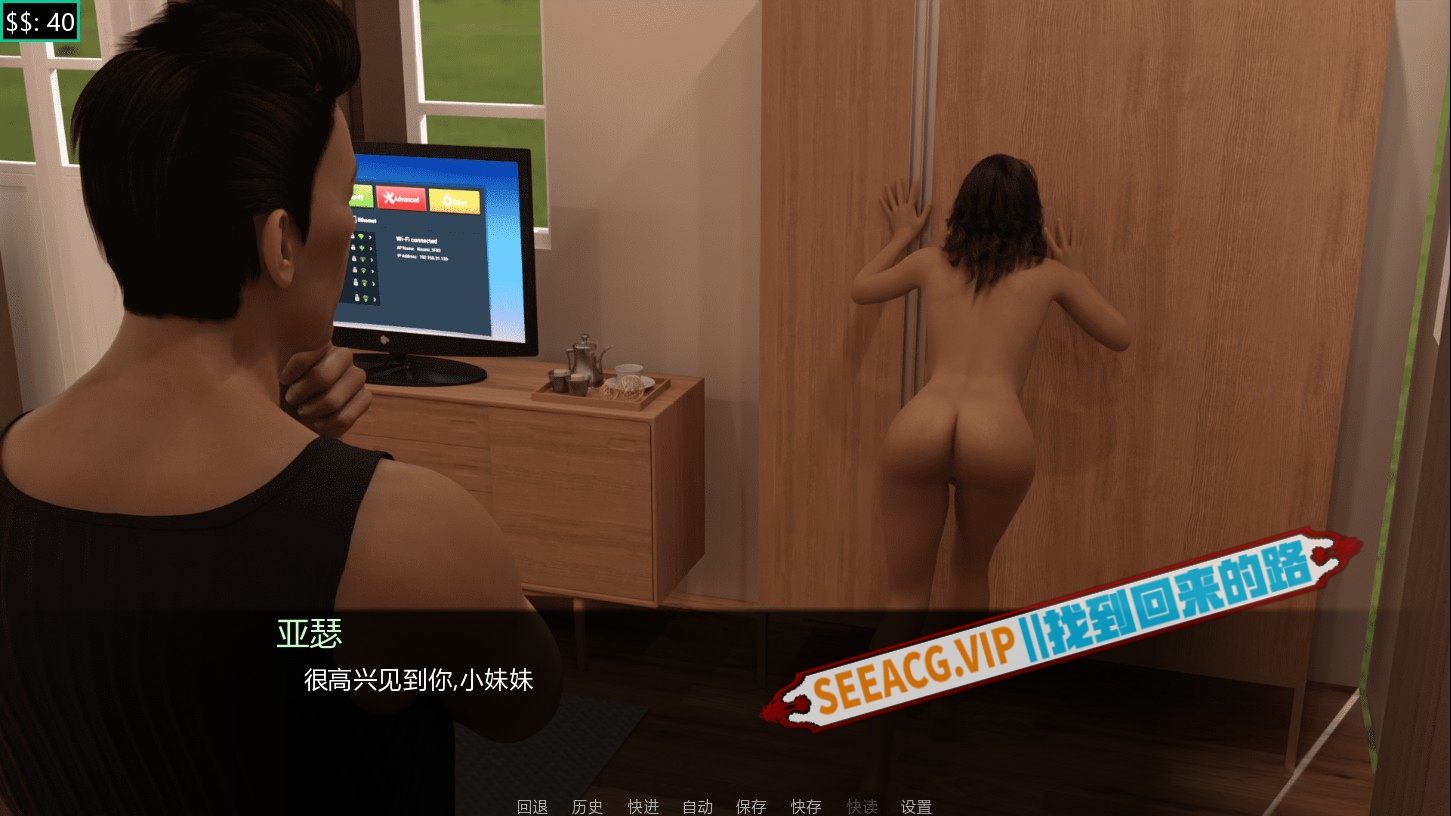 $$: 40
Advanced
Ethernet
Wi-Fi connected
亚瑟
很高兴见到你,小妹妹
SEEACG.VIP||找到回来的路
回退 历史 快进 自动 保存 快存 快读 设置